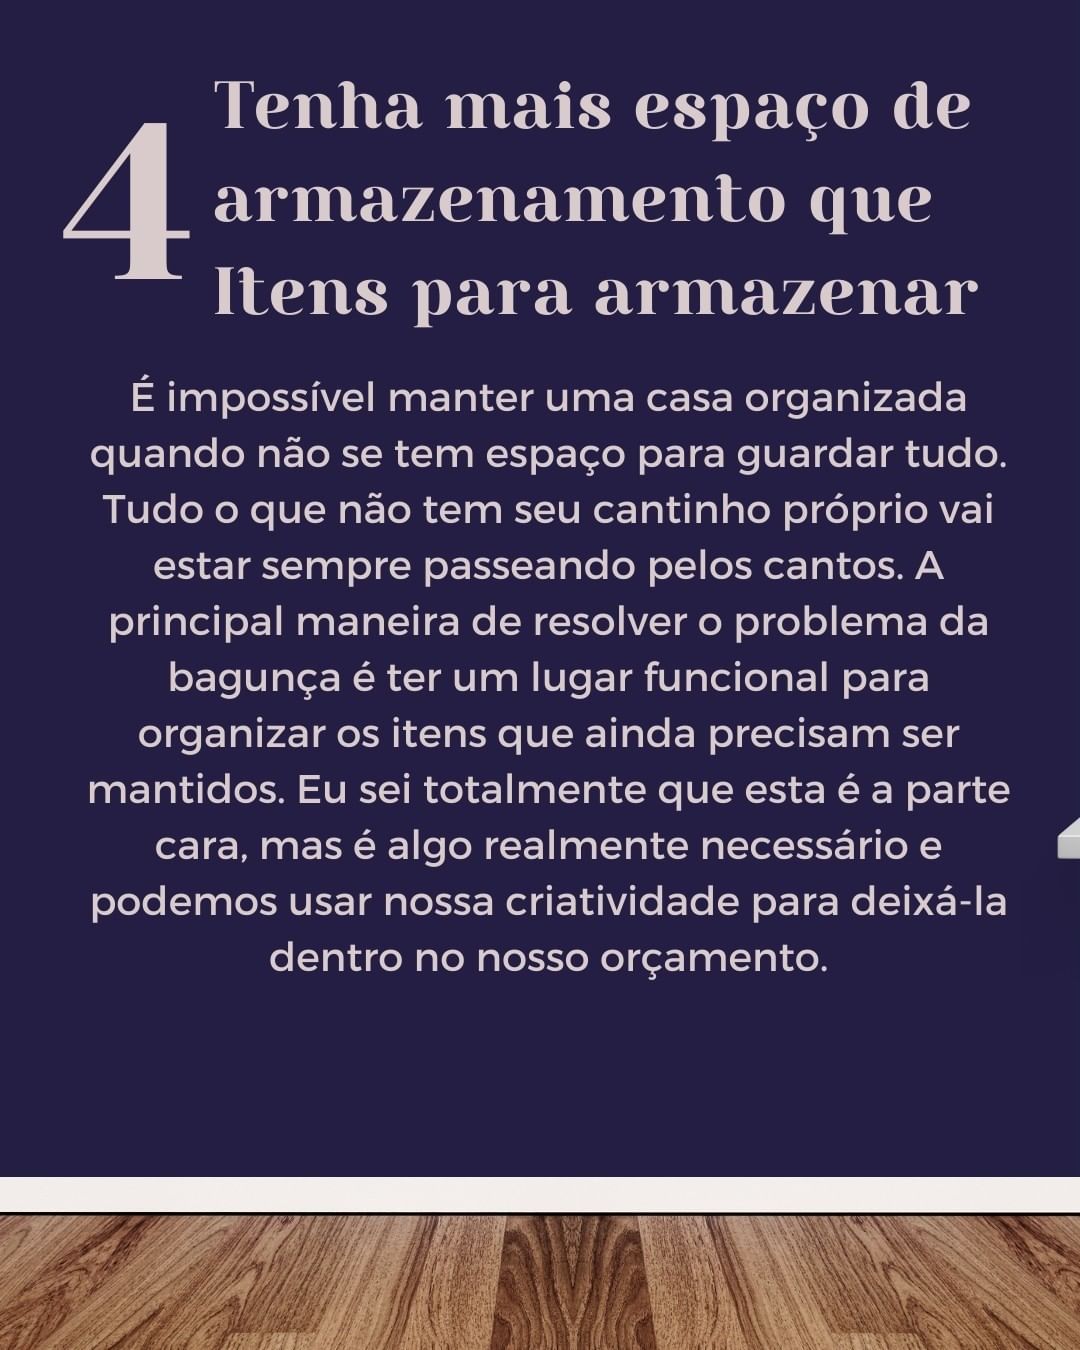 4
Tenha mais espaço de
armazenamento que
Itens para armazenar
É impossível manter uma casa organizada
quando não se tem espaço para guardar tudo.
Tudo o que não tem seu cantinho próprio vai
estar sempre passeando pelos cantos. A
principal maneira de resolver o problema da
bagunça é ter um lugar funcional para
organizar os itens que ainda precisam ser
mantidos. Eu sei totalmente que esta é a parte
cara, mas é algo realmente necessário e
podemos usar nossa criatividade para deixá-la
dentro no nosso orçamento.